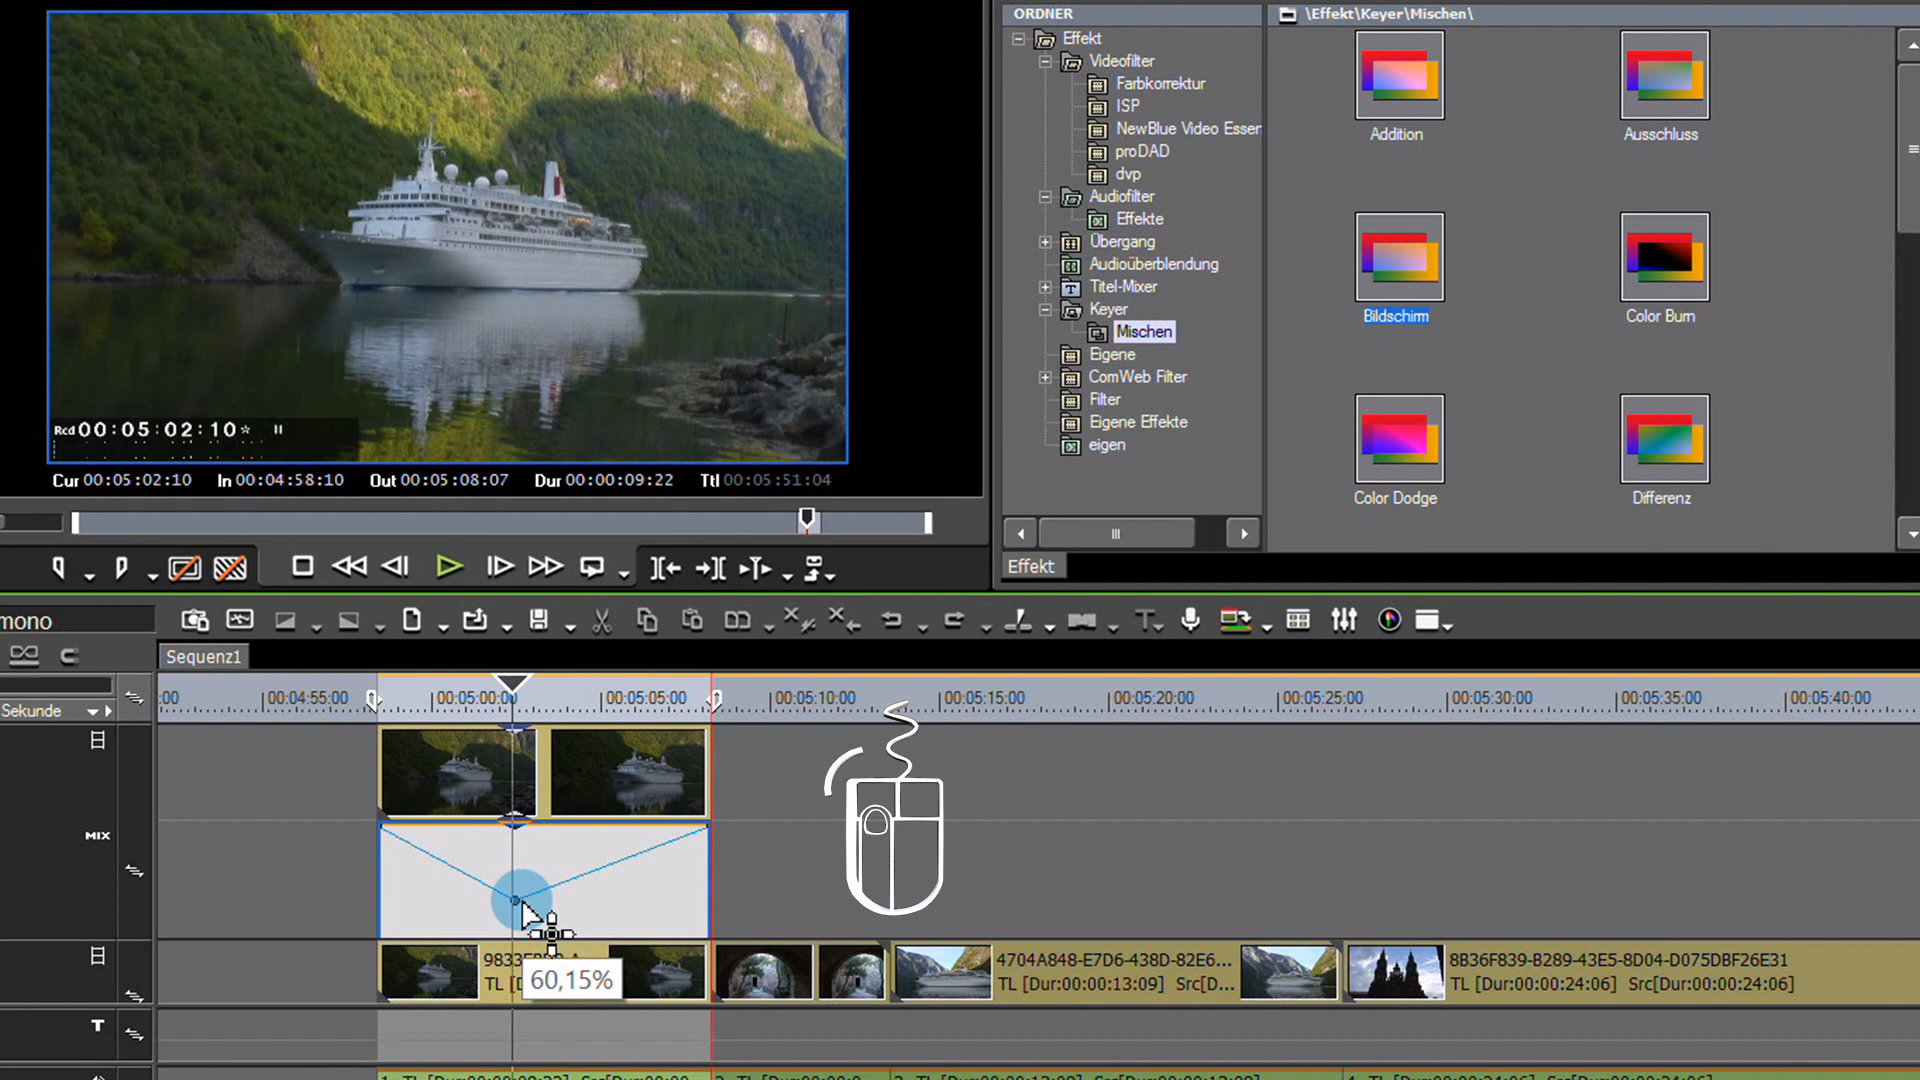 ORDNER
\Effekt\Keyer\Mischen\
Effekt
Videofilter
Farbkorrektur
ISP
NewBlue Video Essen
proDAD
dvp
Audiofilter
Effekte
Übergang
Audioüberblendung
Titel-Mixer
Keyer
Mischen
Eigene
ComWeb Filter
Filter
Eigene Effekte
eigen
Effekt
Addition
Ausschluss
Bildschirm
Color Burn
Color Dodge
Differenz
Rcd 00:05:02:10* II
Cur 00:05:02:10 In 00:04:58:10 Out 00:05:08:07 Dur 00:00:09:22 Ttl 00:05:51:04
mono
Sequenz1
Sekunde
:00 00:04:55:00 00:05:00:00 00:05:05:00 00:05:10:00 00:05:15:00 00:05:20:00 00:05:25:00 00:05:30:00 00:05:35:00 00:05:40:00
MIX
60,15%
4704A848-E7D6-438D-82E6...
TL [Dur:00:00:13:09] Src[D...
8B36F839-B289-43E5-8D04-D075DBF26E31
TL [Dur:00:00:24:06] Src[Dur:00:00:24:06]
T